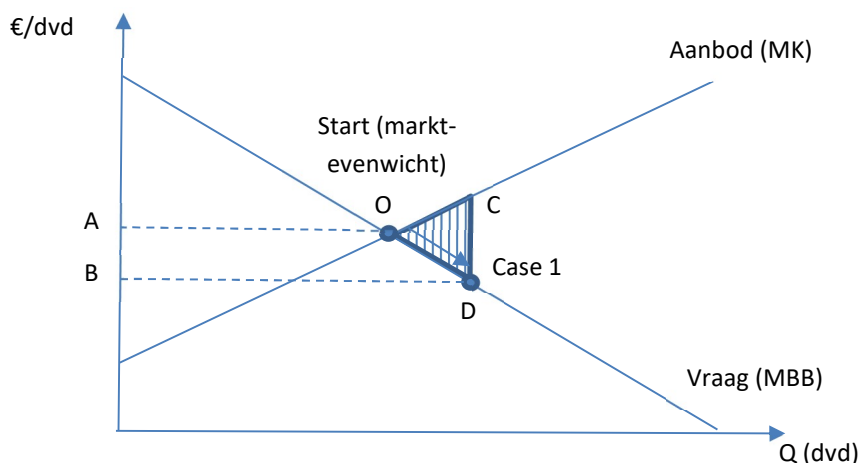 €/dvd
Aanbod (MK)
Start (markt-
evenwicht)
O
C
A
B
Case 1
D
Vraag (MBB)
Q (dvd)